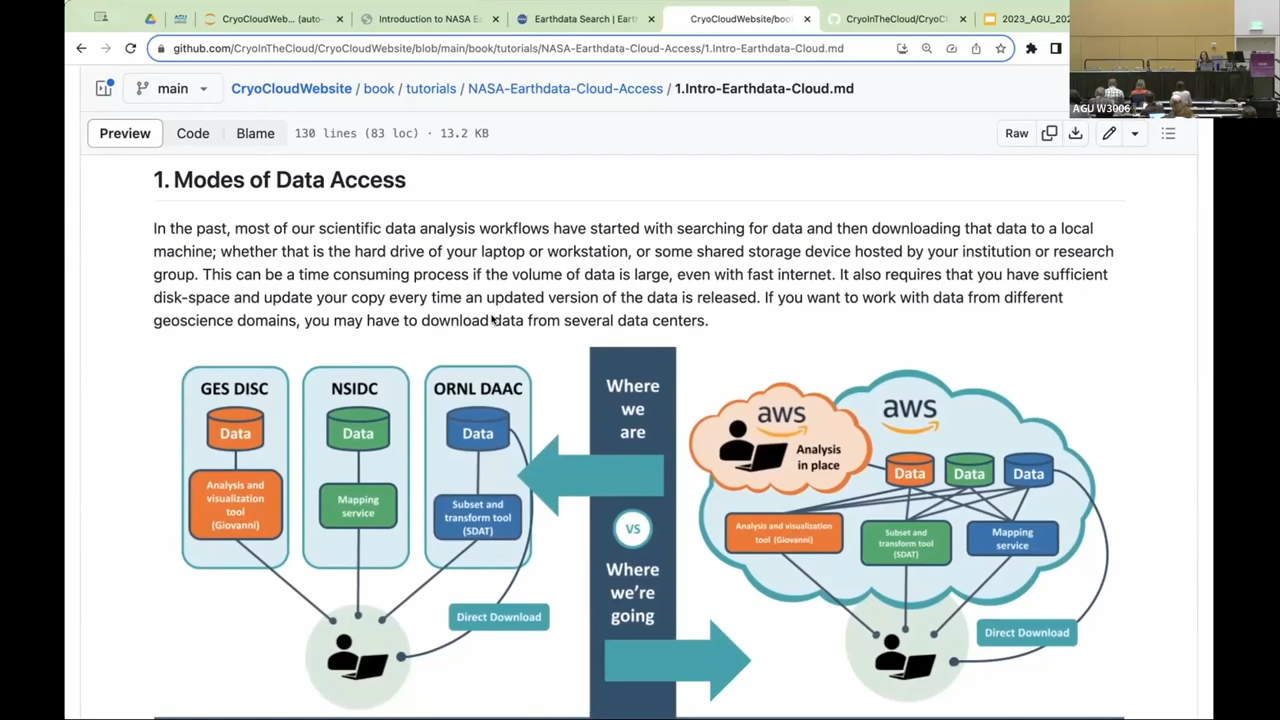 CryoCloudWeb... (auto-
Introduction to NASA E
Earthdata Search | Eart
CryoCloudWebsite/boo
CryoInTheCloud/CryoC
2023_AGU_202
github.com/CryoInTheCloud/CryoCloudWebsite/blob/main/book/tutorials/NASA-Earthdata-Cloud-Access/1.Intro-Earthdata-Cloud.md
AGU W3006
main
CryoCloudWebsite / book / tutorials / NASA-Earthdata-Cloud-Access / 1.Intro-Earthdata-Cloud.md
Preview
Code
Blame
130 lines (83 loc) · 13.2 KB
Raw
1. Modes of Data Access
In the past, most of our scientific data analysis workflows have started with searching for data and then downloading that data to a local
machine; whether that is the hard drive of your laptop or workstation, or some shared storage device hosted by your institution or research
group. This can be a time consuming process if the volume of data is large, even with fast internet. It also requires that you have sufficient
disk-space and update your copy every time an updated version of the data is released. If you want to work with data from different
geoscience domains, you may have to download data from several data centers.
GES DISC
Data
Analysis and
visualization
tool
(Giovanni)
NSIDC
Data
Mapping
service
ORNL DAAC
Data
Subset and
transform tool
(SDAT)
Direct Download
Where
we
are
VS
Where
we're
going
aws
Analysis
in place
aws
Data
Data
Data
Analysis and visualization
tool (Giovanni)
Subset and
transform tool
(SDAT)
Mapping
service
Direct Download